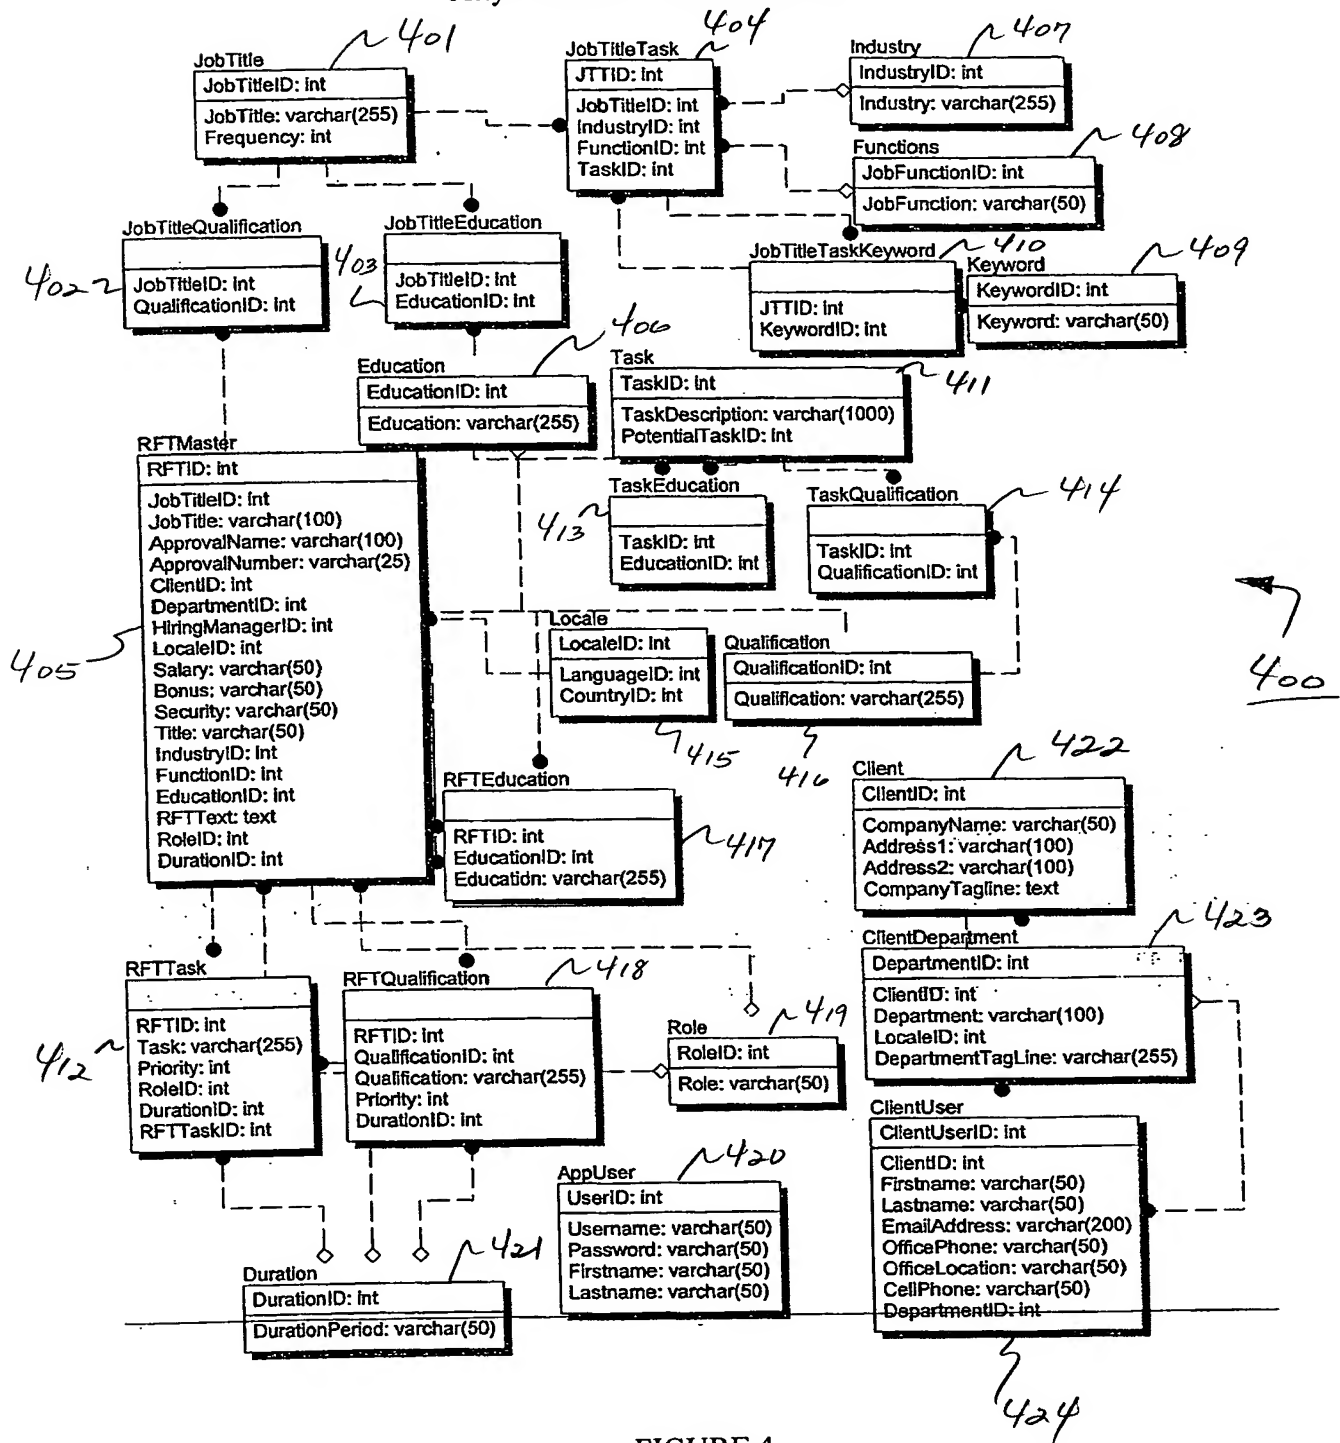 401
JobTitle
JobTitleID: int
JobTitle: varchar(255)
Frequency: int
404
JobTitleTask
JTTID: int
JobTitleID: int
IndustryID: int
FunctionID: int
TaskID: int
407
Industry
IndustryID: int
Industry: varchar(255)
408
Functions
JobFunctionID: int
JobFunction: varchar(50)
JobTitleQualification
402
JobTitleID: int
QualificationID: int
JobTitleEducation
403
JobTitleID: int
EducationID: int
JobTitleTaskKeyword
410
JTTID: int
KeywordID: int
409
Keyword
KeywordID: int
Keyword: varchar(50)
406
Education
EducationID: int
Education: varchar(255)
Task
411
TaskID: int
TaskDescription: varchar(1000)
PotentialTaskID: int
RFTMaster
RFTID: int
JobTitleID: int
JobTitle: varchar(100)
ApprovalName: varchar(100)
ApprovalNumber: varchar(25)
ClientID: int
DepartmentID: int
HiringManagerID: int
LocaleID: int
Salary: varchar(50)
Bonus: varchar(50)
Security: varchar(50)
Title: varchar(50)
IndustryID: int
FunctionID: int
EducationID: int
RFTText: text
RoleID: int
DurationID: int
405
TaskEducation
413
TaskID: int
EducationID: int
TaskQualification
414
TaskID: int
QualificationID: int
400
Locale
LocaleID: int
LanguageID: int
CountryID: int
415
Qualification
QualificationID: int
Qualification: varchar(255)
416
RFTEducation
RFTID: int
EducationID: int
Education: varchar(255)
417
422
Client
ClientID: int
CompanyName: varchar(50)
Address1: varchar(100)
Address2: varchar(100)
CompanyTagline: text
423
ClientDepartment
DepartmentID: int
ClientID: int
Department: varchar(100)
LocaleID: int
DepartmentTagLine: varchar(255)
RFTTask
412
RFTID: int
Task: varchar(255)
Priority: int
RoleID: int
DurationID: int
RFTTaskID: int
RFTQualification
418
RFTID: int
QualificationID: int
Qualification: varchar(255)
Priority: int
DurationID: int
Role
419
RoleID: int
Role: varchar(50)
ClientUser
ClientUserID: int
ClientID: int
Firstname: varchar(50)
Lastname: varchar(50)
EmailAddress: varchar(200)
OfficePhone: varchar(50)
OfficeLocation: varchar(50)
CellPhone: varchar(50)
DepartmentID: int
424
AppUser
420
UserID: int
Username: varchar(50)
Password: varchar(50)
Firstname: varchar(50)
Lastname: varchar(50)
Duration
421
DurationID: int
DurationPeriod: varchar(50)
FIGURE 4